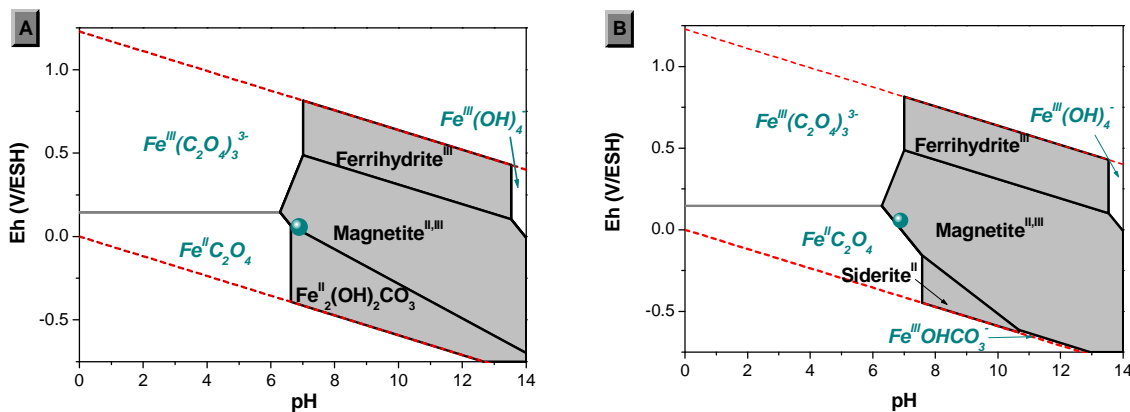 A
Eh (V/ESH)
1.0
0.5
0.0
-0.5
Fe^III(C2O4)3^3-
Fe^III(OH)4^-
Ferrihydrite^III
Magnetite^II,III
Fe^IIC2O4
Fe^II2(OH)2CO3
0 2 4 6 8 10 12 14
pH
B
Eh (V/ESH)
1.0
0.5
0.0
-0.5
Fe^III(C2O4)3^3-
Fe^III(OH)4^-
Ferrihydrite^III
Magnetite^II,III
Fe^IIC2O4
Siderite^II
Fe^IIIOHCO3^-
0 2 4 6 8 10 12 14
pH